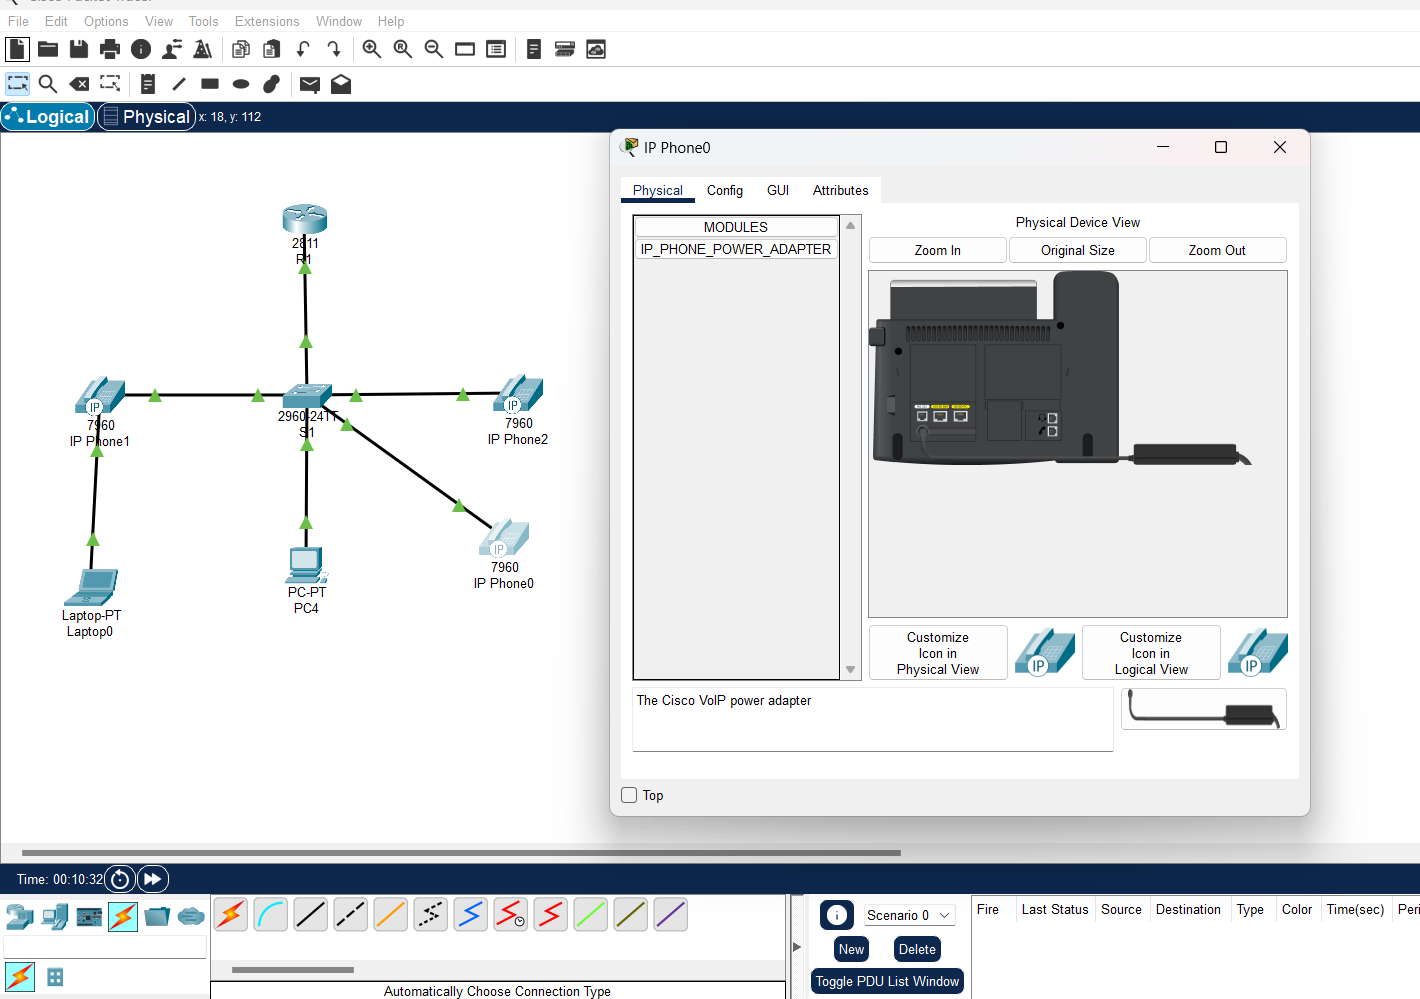 File Edit Options View Tools Extensions Window Help
Logical Physical x: 18, y: 112
2811
R1
7960
IP Phone1
2960-24TT
S1
7960
IP Phone2
Laptop-PT
Laptop0
PC-PT
PC4
7960
IP Phone0
IP Phone0
Physical Config GUI Attributes
MODULES
IP_PHONE_POWER_ADAPTER
Physical Device View
Zoom In Original Size Zoom Out
Customize
Icon in
Physical View
IP
Customize
Icon in
Logical View
IP
The Cisco VoIP power adapter
Top
Time: 00:10:32
Automatically Choose Connection Type
Scenario 0
New Delete
Toggle PDU List Window
Fire Last Status Source Destination Type Color Time(sec) Peri